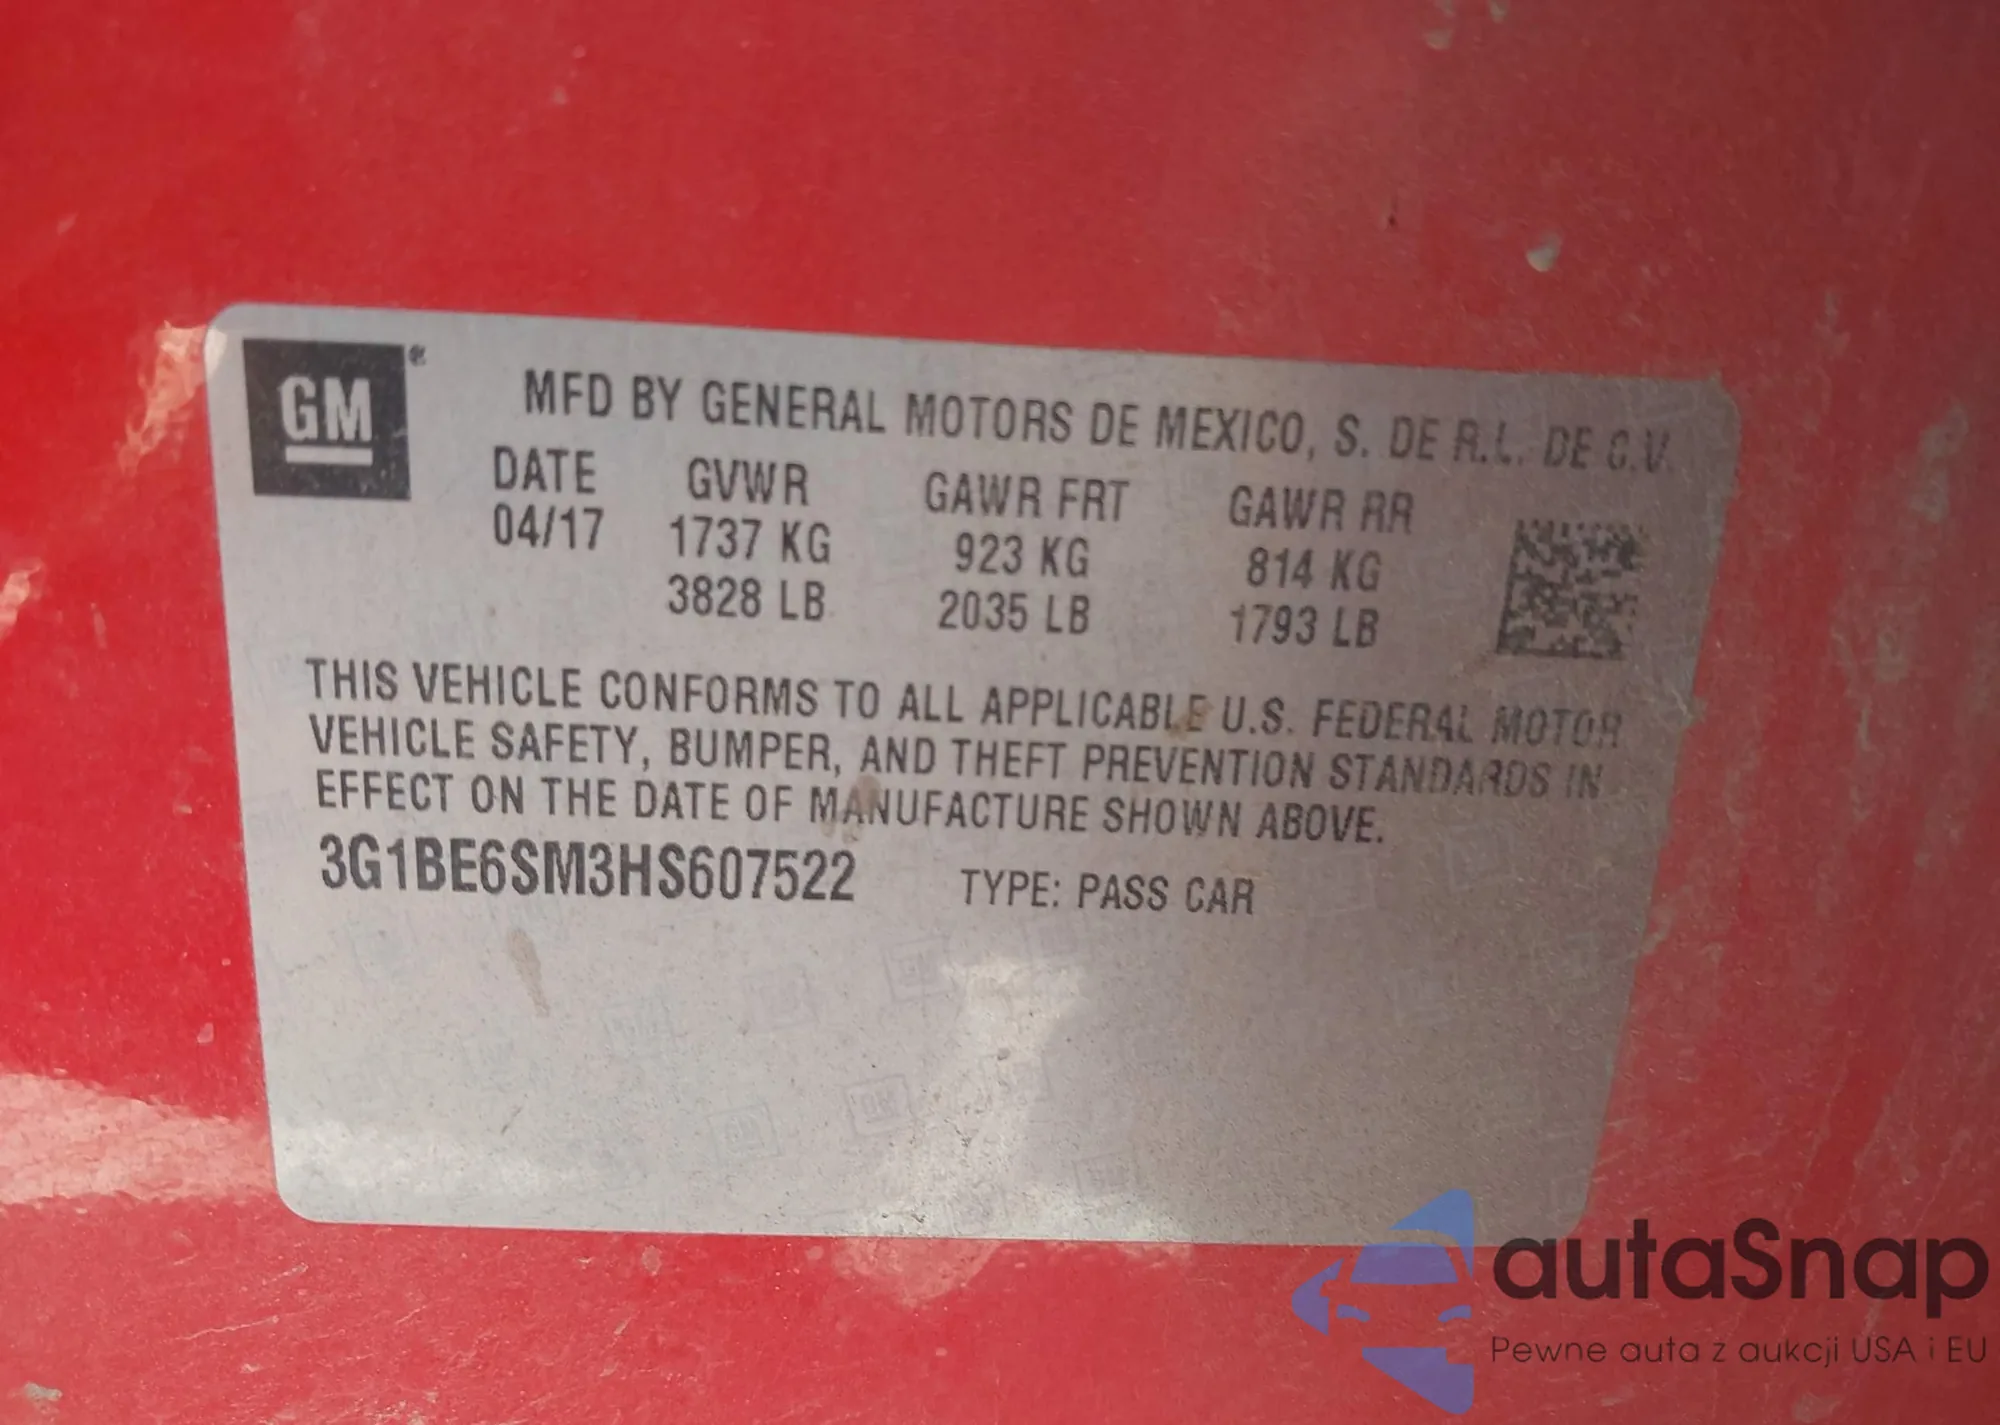 GM®
MFD BY GENERAL MOTORS DE MEXICO, S. DE R.L. DE C.V.
DATE GVWR GAWR FRT GAWR RR
04/17 1737 KG 923 KG 814 KG
3828 LB 2035 LB 1793 LB
THIS VEHICLE CONFORMS TO ALL APPLICABLE U.S. FEDERAL MOTOR
VEHICLE SAFETY, BUMPER, AND THEFT PREVENTION STANDARDS IN
EFFECT ON THE DATE OF MANUFACTURE SHOWN ABOVE.
3G1BE6SM3HS607522 TYPE: PASS CAR
autaSnap
Pewne auta z aukcji USA i EU